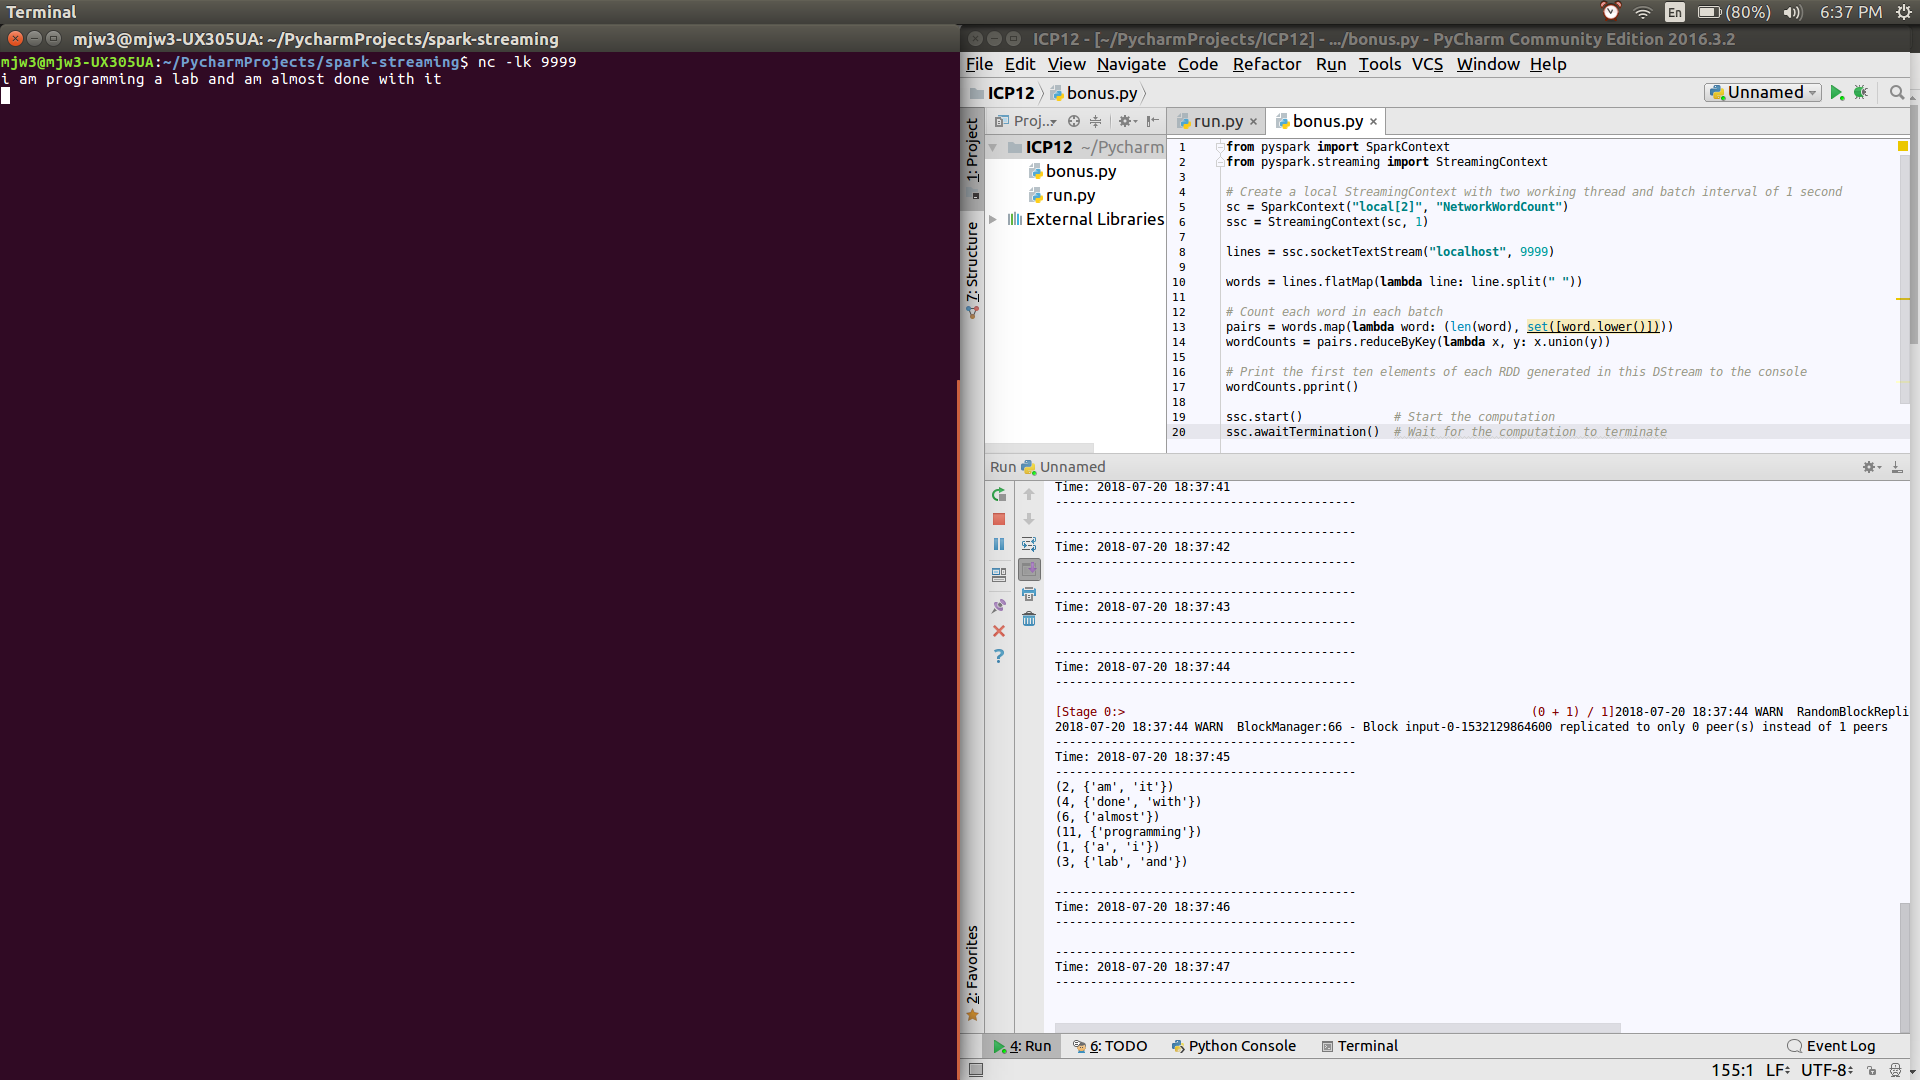 Terminal
En (80%) 6:37 PM
mjw3@mjw3-UX305UA: ~/PycharmProjects/spark-streaming
mjw3@mjw3-UX305UA:~/PycharmProjects/spark-streaming$ nc -lk 9999
i am programming a lab and am almost done with it
ICP12 - [~/PycharmProjects/ICP12] - .../bonus.py - PyCharm Community Edition 2016.3.2
File Edit View Navigate Code Refactor Run Tools VCS Window Help
ICP12 bonus.py
Unnamed
Proj...
run.py × bonus.py ×
1: Project
7: Structure
2: Favorites
ICP12 ~/Pycharm
bonus.py
run.py
External Libraries
1 from pyspark import SparkContext
2 from pyspark.streaming import StreamingContext
3
4 # Create a local StreamingContext with two working thread and batch interval of 1 second
5 sc = SparkContext("local[2]", "NetworkWordCount")
6 ssc = StreamingContext(sc, 1)
7
8 lines = ssc.socketTextStream("localhost", 9999)
9
10 words = lines.flatMap(lambda line: line.split(" "))
11
12 # Count each word in each batch
13 pairs = words.map(lambda word: (len(word), set([word.lower()])))
14 wordCounts = pairs.reduceByKey(lambda x, y: x.union(y))
15
16 # Print the first ten elements of each RDD generated in this DStream to the console
17 wordCounts.pprint()
18
19 ssc.start() # Start the computation
20 ssc.awaitTermination() # Wait for the computation to terminate
Run Unnamed
Time: 2018-07-20 18:37:41
-------------------------------------------
-------------------------------------------
Time: 2018-07-20 18:37:42
-------------------------------------------
-------------------------------------------
Time: 2018-07-20 18:37:43
-------------------------------------------
-------------------------------------------
Time: 2018-07-20 18:37:44
-------------------------------------------
[Stage 0:> (0 + 1) / 1]2018-07-20 18:37:44 WARN RandomBlockRepli
2018-07-20 18:37:44 WARN BlockManager:66 - Block input-0-1532129864600 replicated to only 0 peer(s) instead of 1 peers
-------------------------------------------
Time: 2018-07-20 18:37:45
-------------------------------------------
(2, {'am', 'it'})
(4, {'done', 'with'})
(6, {'almost'})
(11, {'programming'})
(1, {'a', 'i'})
(3, {'lab', 'and'})
-------------------------------------------
Time: 2018-07-20 18:37:46
-------------------------------------------
-------------------------------------------
Time: 2018-07-20 18:37:47
-------------------------------------------
4: Run 6: TODO Python Console Terminal Event Log
155:1 LF UTF-8